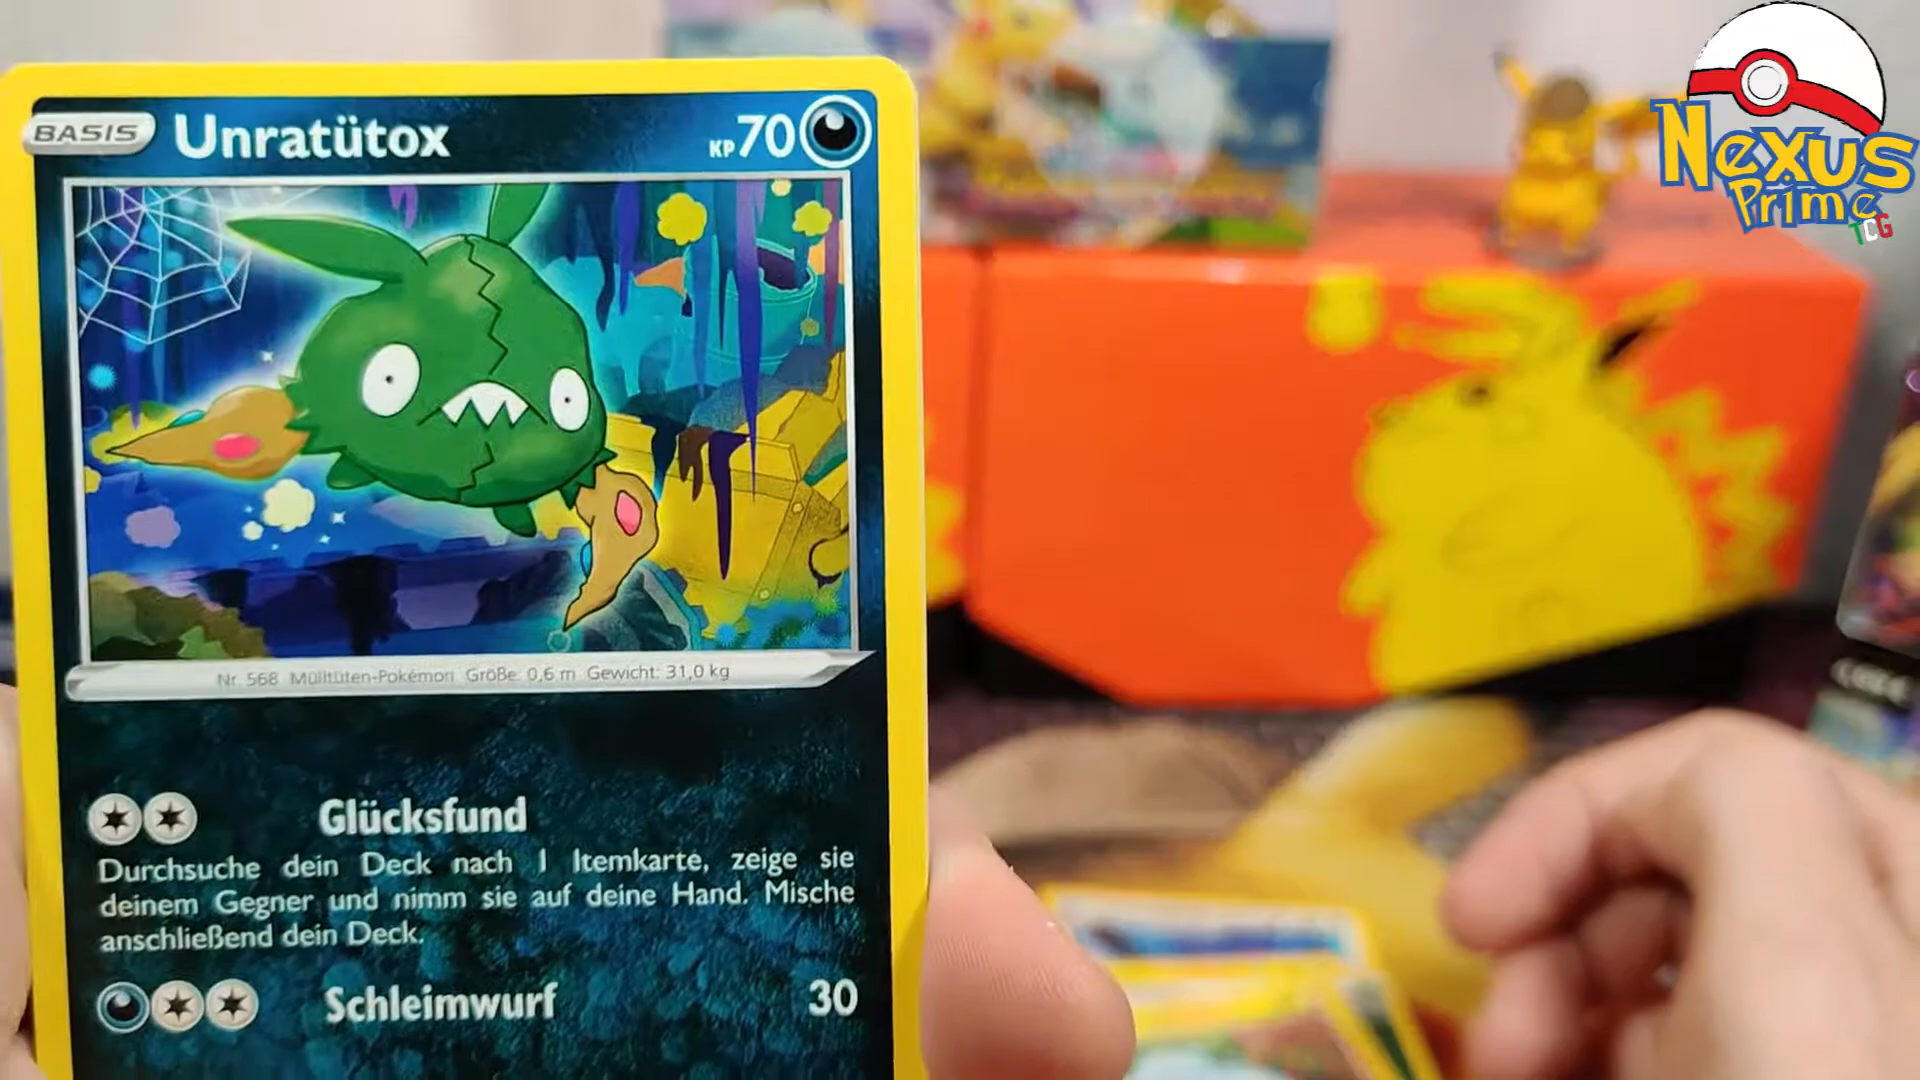 BASIS Unratütox KP 70
Nr. 568 Mülltüten-Pokémon Größe: 0,6 m Gewicht: 31,0 kg
Glücksfund
Durchsuche dein Deck nach 1 Itemkarte, zeige sie
deinem Gegner und nimm sie auf deine Hand. Mische
anschließend dein Deck.
Schleimwurf 30
Nexus
Prime
TCG